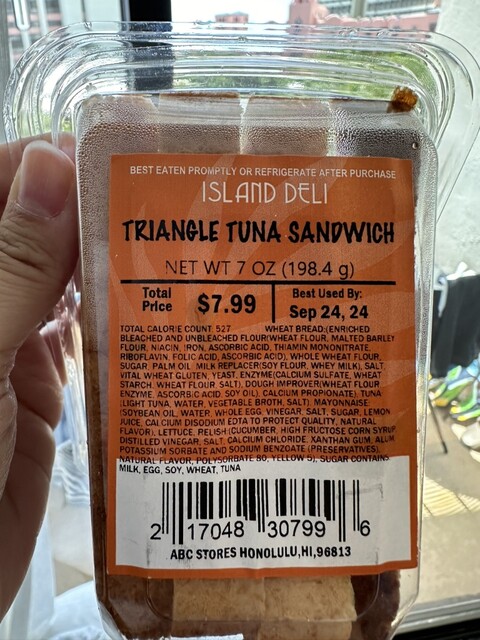 BEST EATEN PROMPTLY OR REFRIGERATE AFTER PURCHASE
ISLAND DELI
TRIANGLE TUNA SANDWICH
NET WT 7 OZ (198.4 g)
Total Price $7.99
Best Used By: Sep 24, 24
TOTAL CALORIE COUNT: 527 WHEAT BREAD:(ENRICHED
BLEACHED AND UNBLEACHED FLOUR(WHEAT FLOUR, MALTED BARLEY
FLOUR, NIACIN, IRON, ASCORBIC ACID, THIAMIN MONONITRATE,
RIBOFLAVIN, FOLIC ACID, ASCORBIC ACID), WHOLE WHEAT FLOUR,
SUGAR, PALM OIL, MILK REPLACER(SOY FLOUR, WHEY MILK), SALT,
VITAL WHEAT GLUTEN, YEAST, ENZYME(CALCIUM SULFATE, WHEAT
STARCH, WHEAT FLOUR, SALT), DOUGH IMPROVER(WHEAT FLOUR,
ENZYME, ASCORBIC ACID, SOY OIL), CALCIUM PROPIONATE), TUNA
(LIGHT TUNA, WATER, VEGETABLE BROTH, SALT), MAYONNAISE
(SOYBEAN OIL, WATER, WHOLE EGG, VINEGAR, SALT, SUGAR, LEMON
JUICE, CALCIUM DISODIUM EDTA TO PROTECT QUALITY, NATURAL
FLAVOR), LETTUCE, RELISH (CUCUMBER, HIGH FRUCTOSE CORN SYRUP
DISTILLED VINEGAR, SALT, CALCIUM CHLORIDE, XANTHAN GUM, ALUM
POTASSIUM SORBATE AND SODIUM BENZOATE (PRESERVATIVES),
NATURAL FLAVOR, POLYSORBATE 80, YELLOW 5), SUGAR CONTAINS
MILK, EGG, SOY, WHEAT, TUNA
2 17048 30799 6
ABC STORES HONOLULU,HI,96813